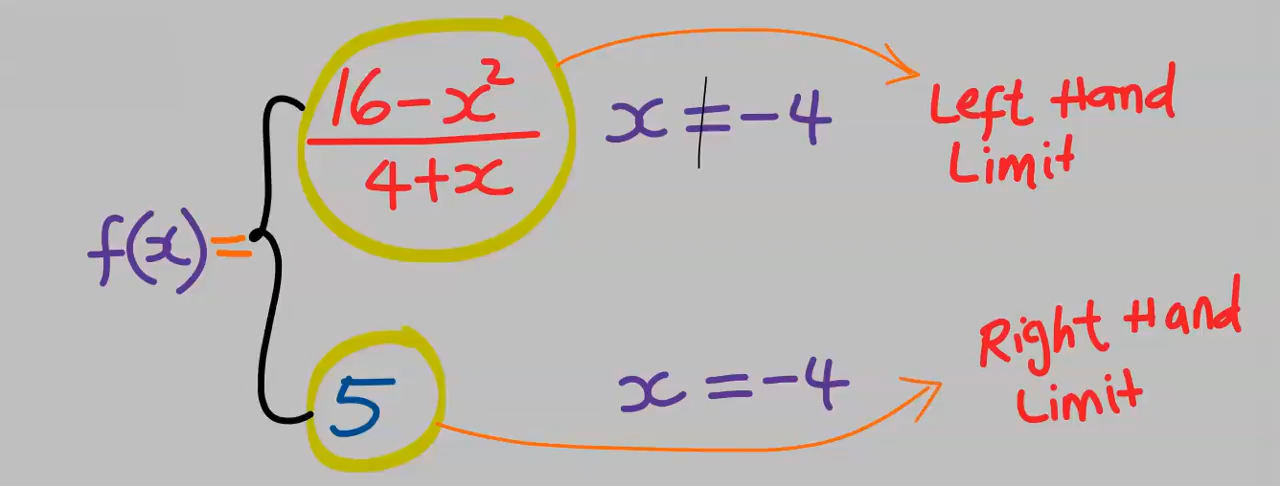 16-x²
4+x
x ≠ -4
Left Hand
Limit
f(x)=
5
x = -4
Right Hand
Limit